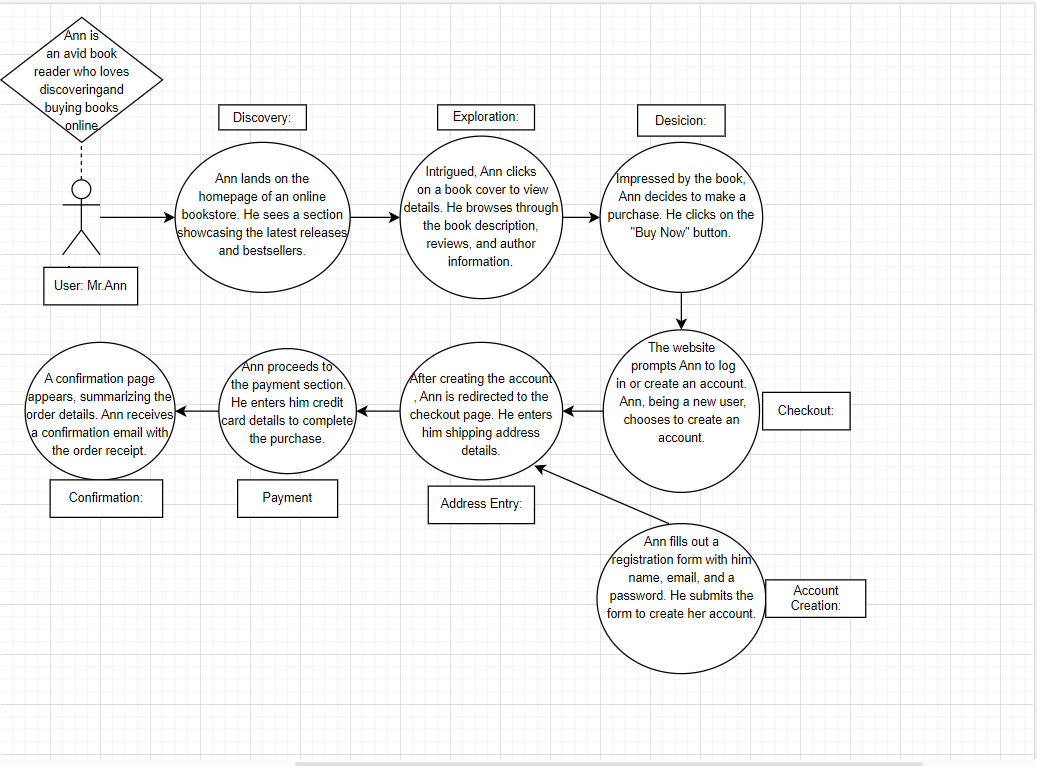 Ann is
an avid book
reader who loves
discoveringand
buying books
online.
User: Mr.Ann
Discovery:
Ann lands on the
homepage of an online
bookstore. He sees a section
showcasing the latest releases
and bestsellers.
Exploration:
Intrigued, Ann clicks
on a book cover to view
details. He browses through
the book description,
reviews, and author
information.
Desicion:
Impressed by the book,
Ann decides to make a
purchase. He clicks on the
"Buy Now" button.
The website
prompts Ann to log
in or create an account.
Ann, being a new user,
chooses to create an
account.
Checkout:
Ann fills out a
registration form with him
name, email, and a
password. He submits the
form to create her account.
Account
Creation:
After creating the account
, Ann is redirected to the
checkout page. He enters
him shipping address
details.
Address Entry:
Ann proceeds to
the payment section.
He enters him credit
card details to complete
the purchase.
Payment
A confirmation page
appears, summarizing the
order details. Ann receives
a confirmation email with
the order receipt.
Confirmation: